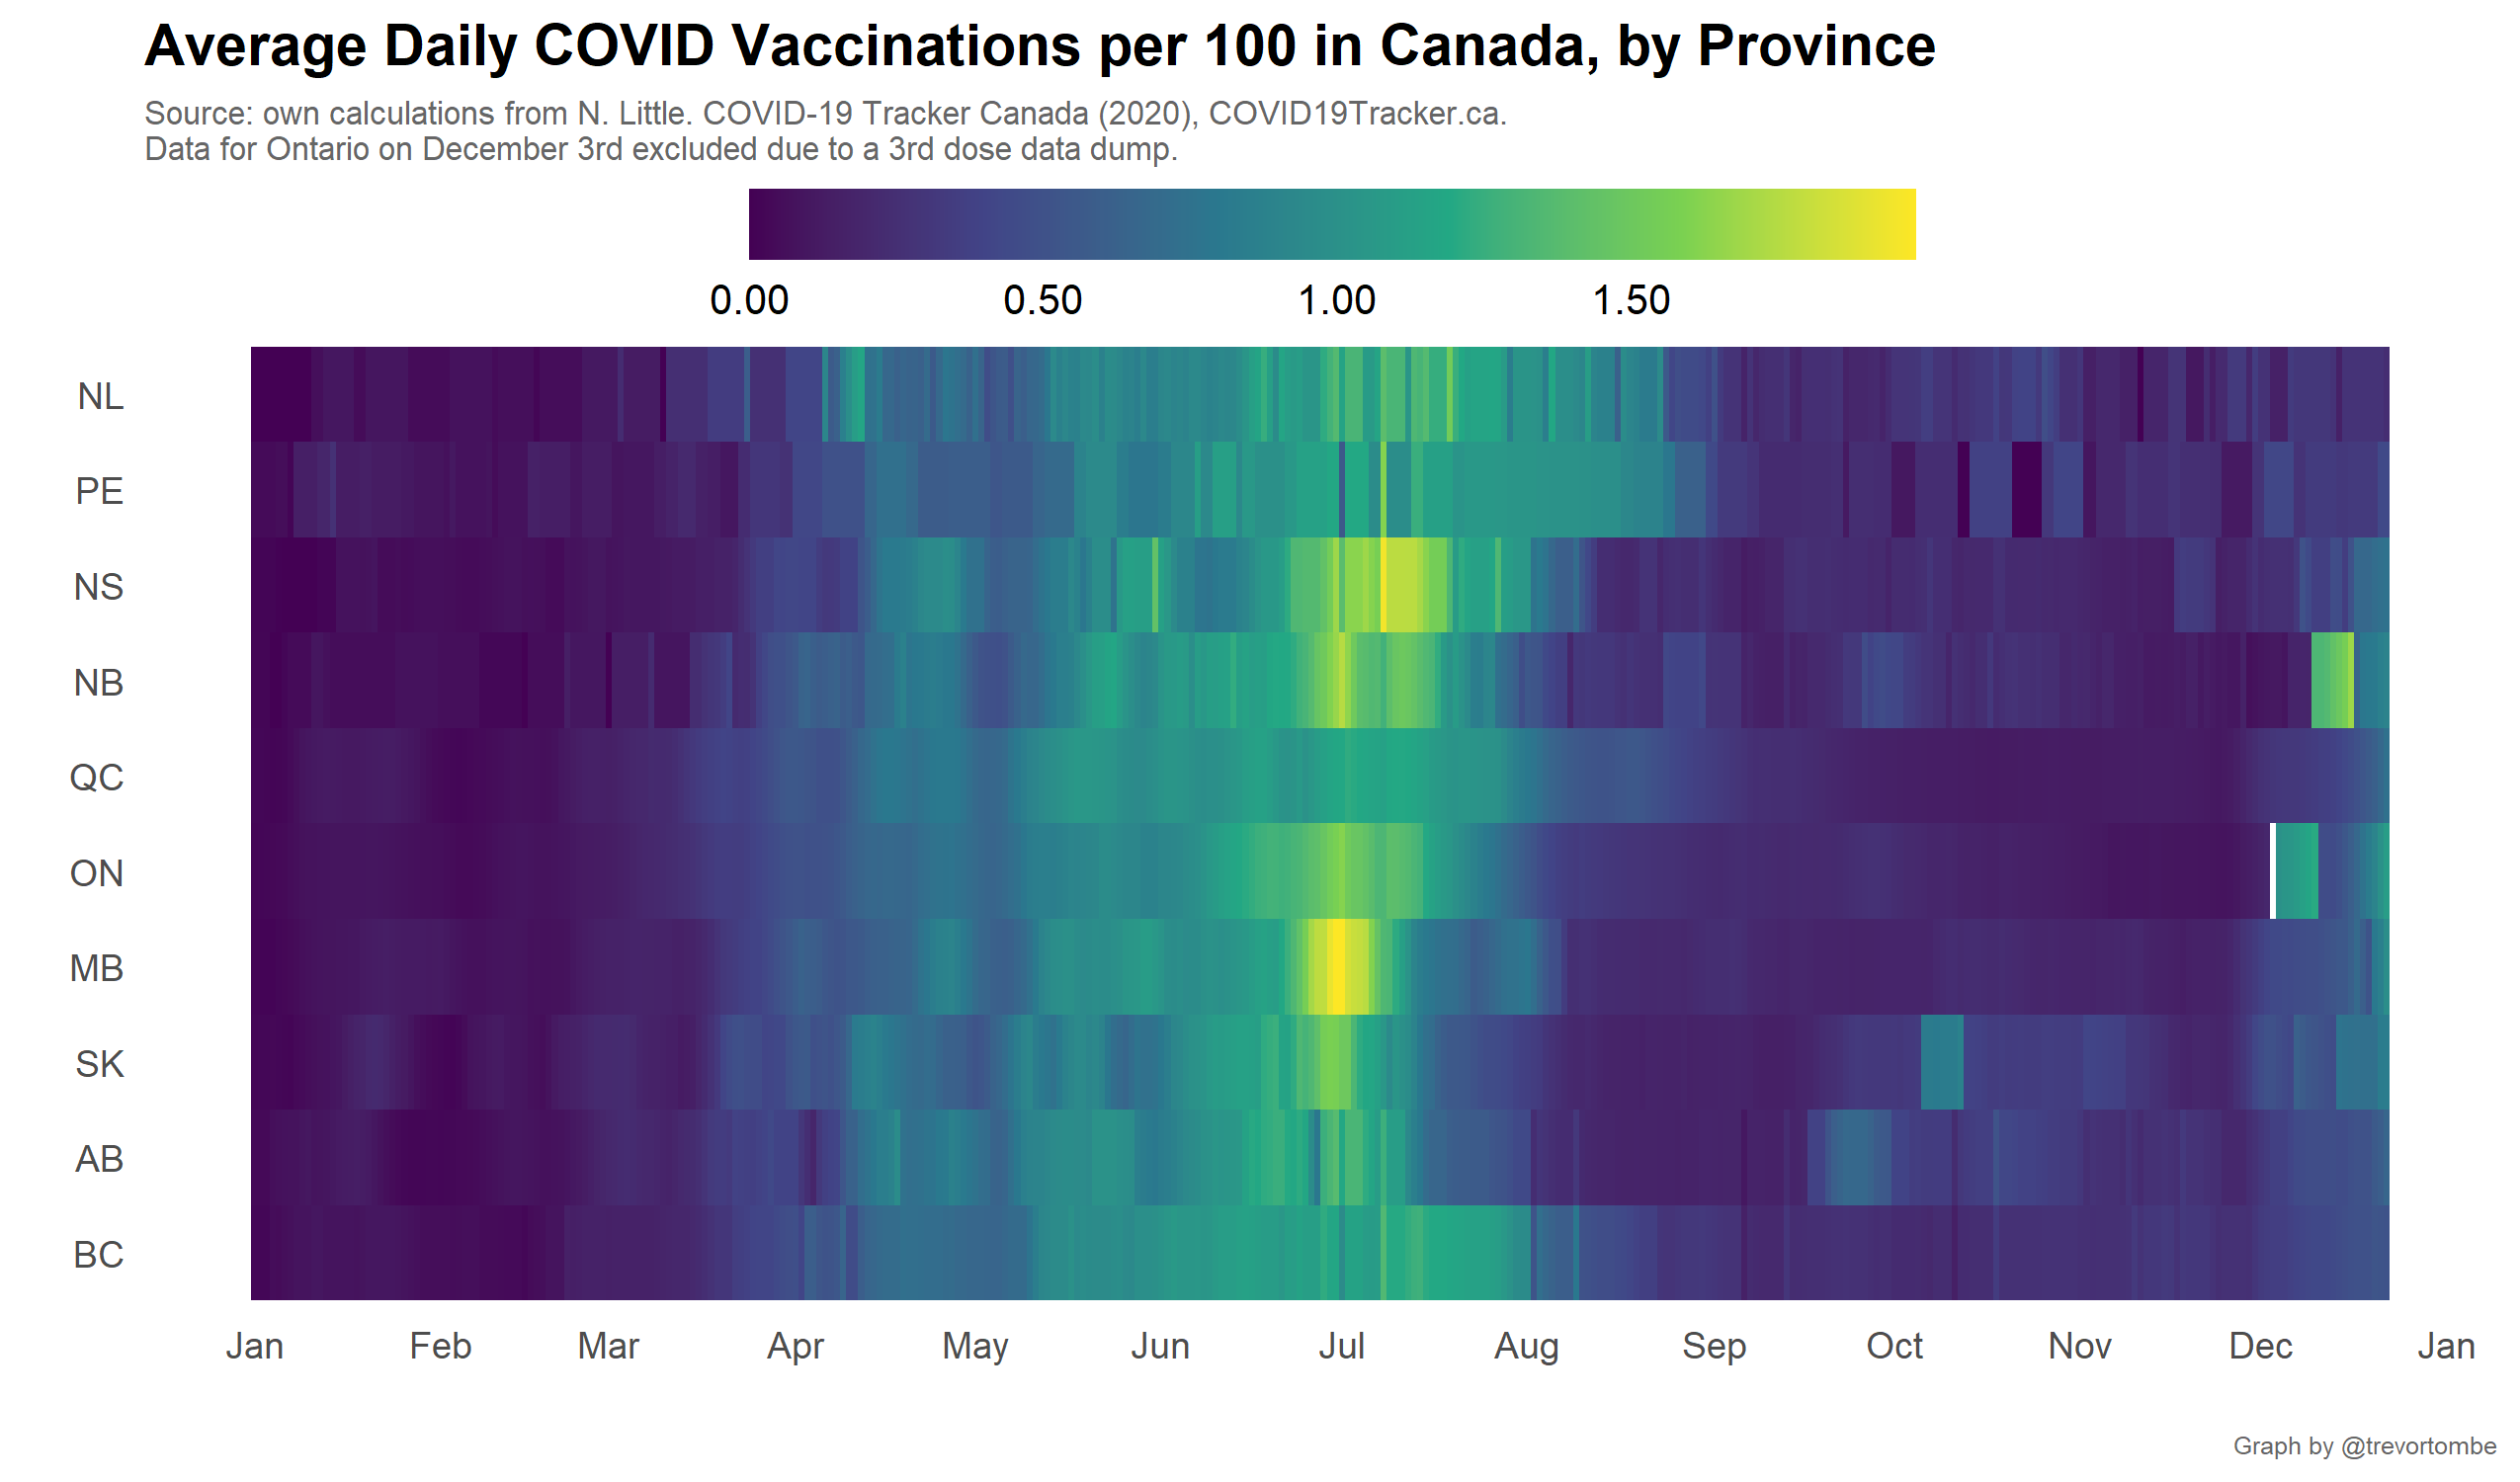 Average Daily COVID Vaccinations per 100 in Canada, by Province
Source: own calculations from N. Little. COVID-19 Tracker Canada (2020), COVID19Tracker.ca.
Data for Ontario on December 3rd excluded due to a 3rd dose data dump.
0.00 0.50 1.00 1.50
NL
PE
NS
NB
QC
ON
MB
SK
AB
BC
Jan Feb Mar Apr May Jun Jul Aug Sep Oct Nov Dec Jan
Graph by @trevortombe